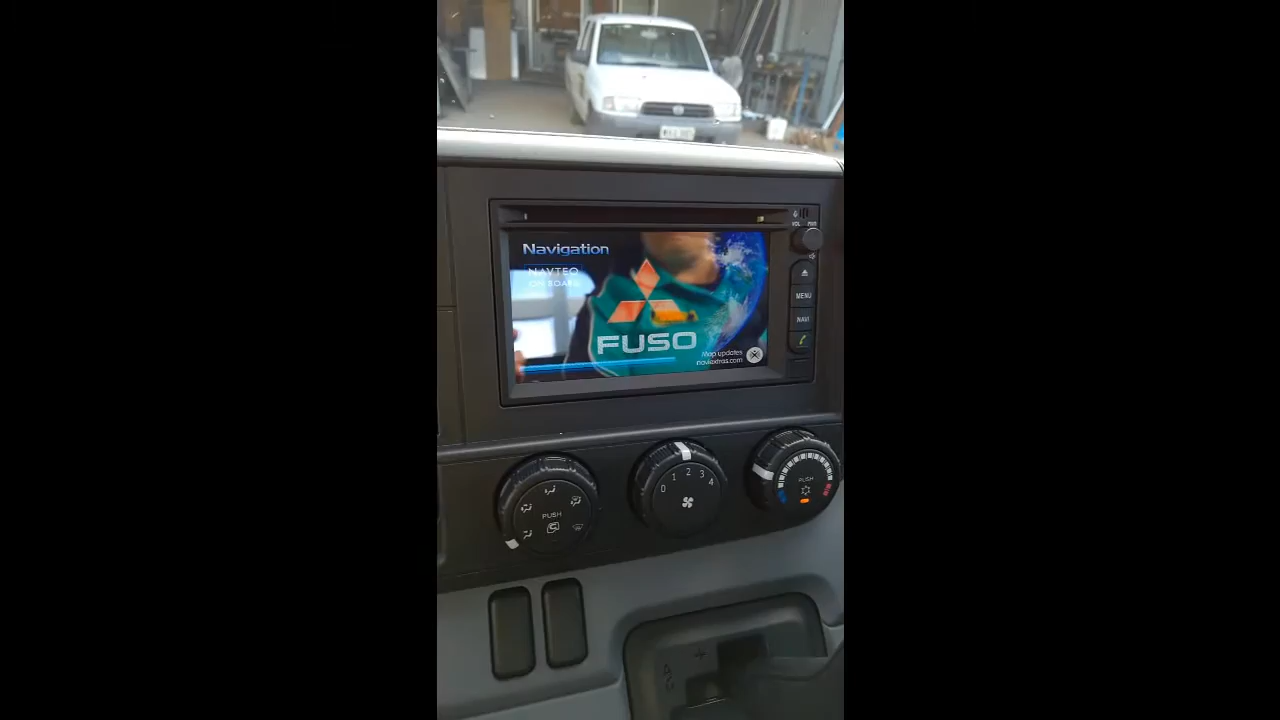 VOL PWR
Navigation
NAVTEQ
ON BOARD
FUSO
Map updates
naviextras.com
MENU
NAVI
PUSH
0 1 2 3 4
PUSH